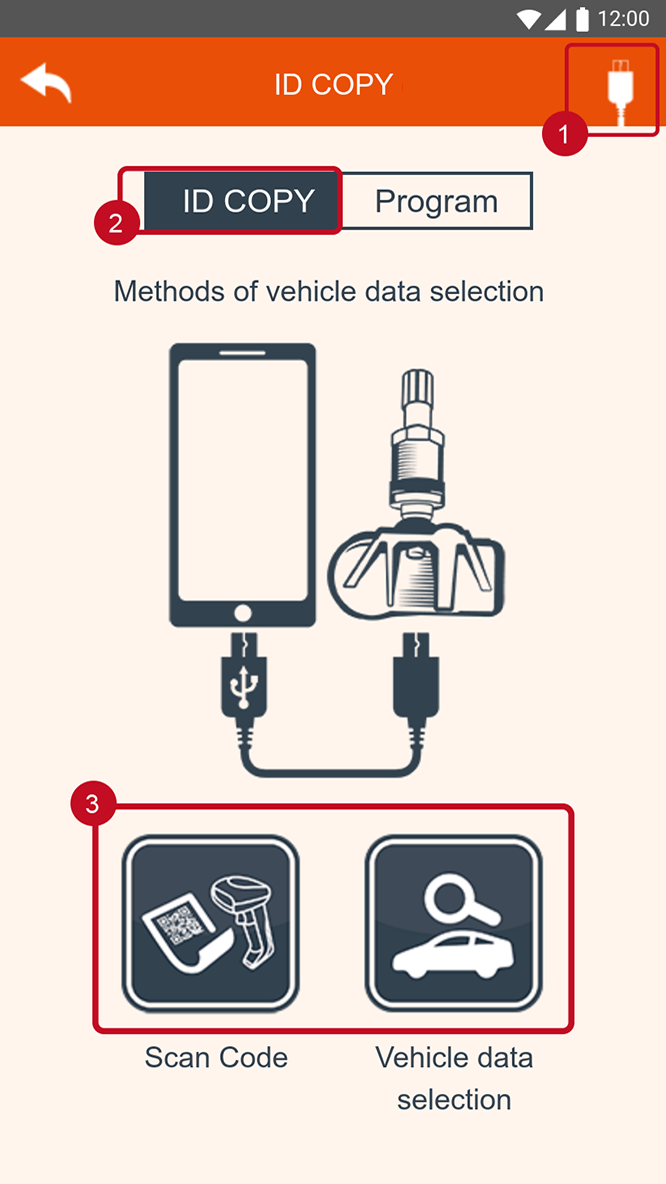 12:00
ID COPY
1
ID COPY
Program
2
Methods of vehicle data selection
3
Scan Code
Vehicle data
selection